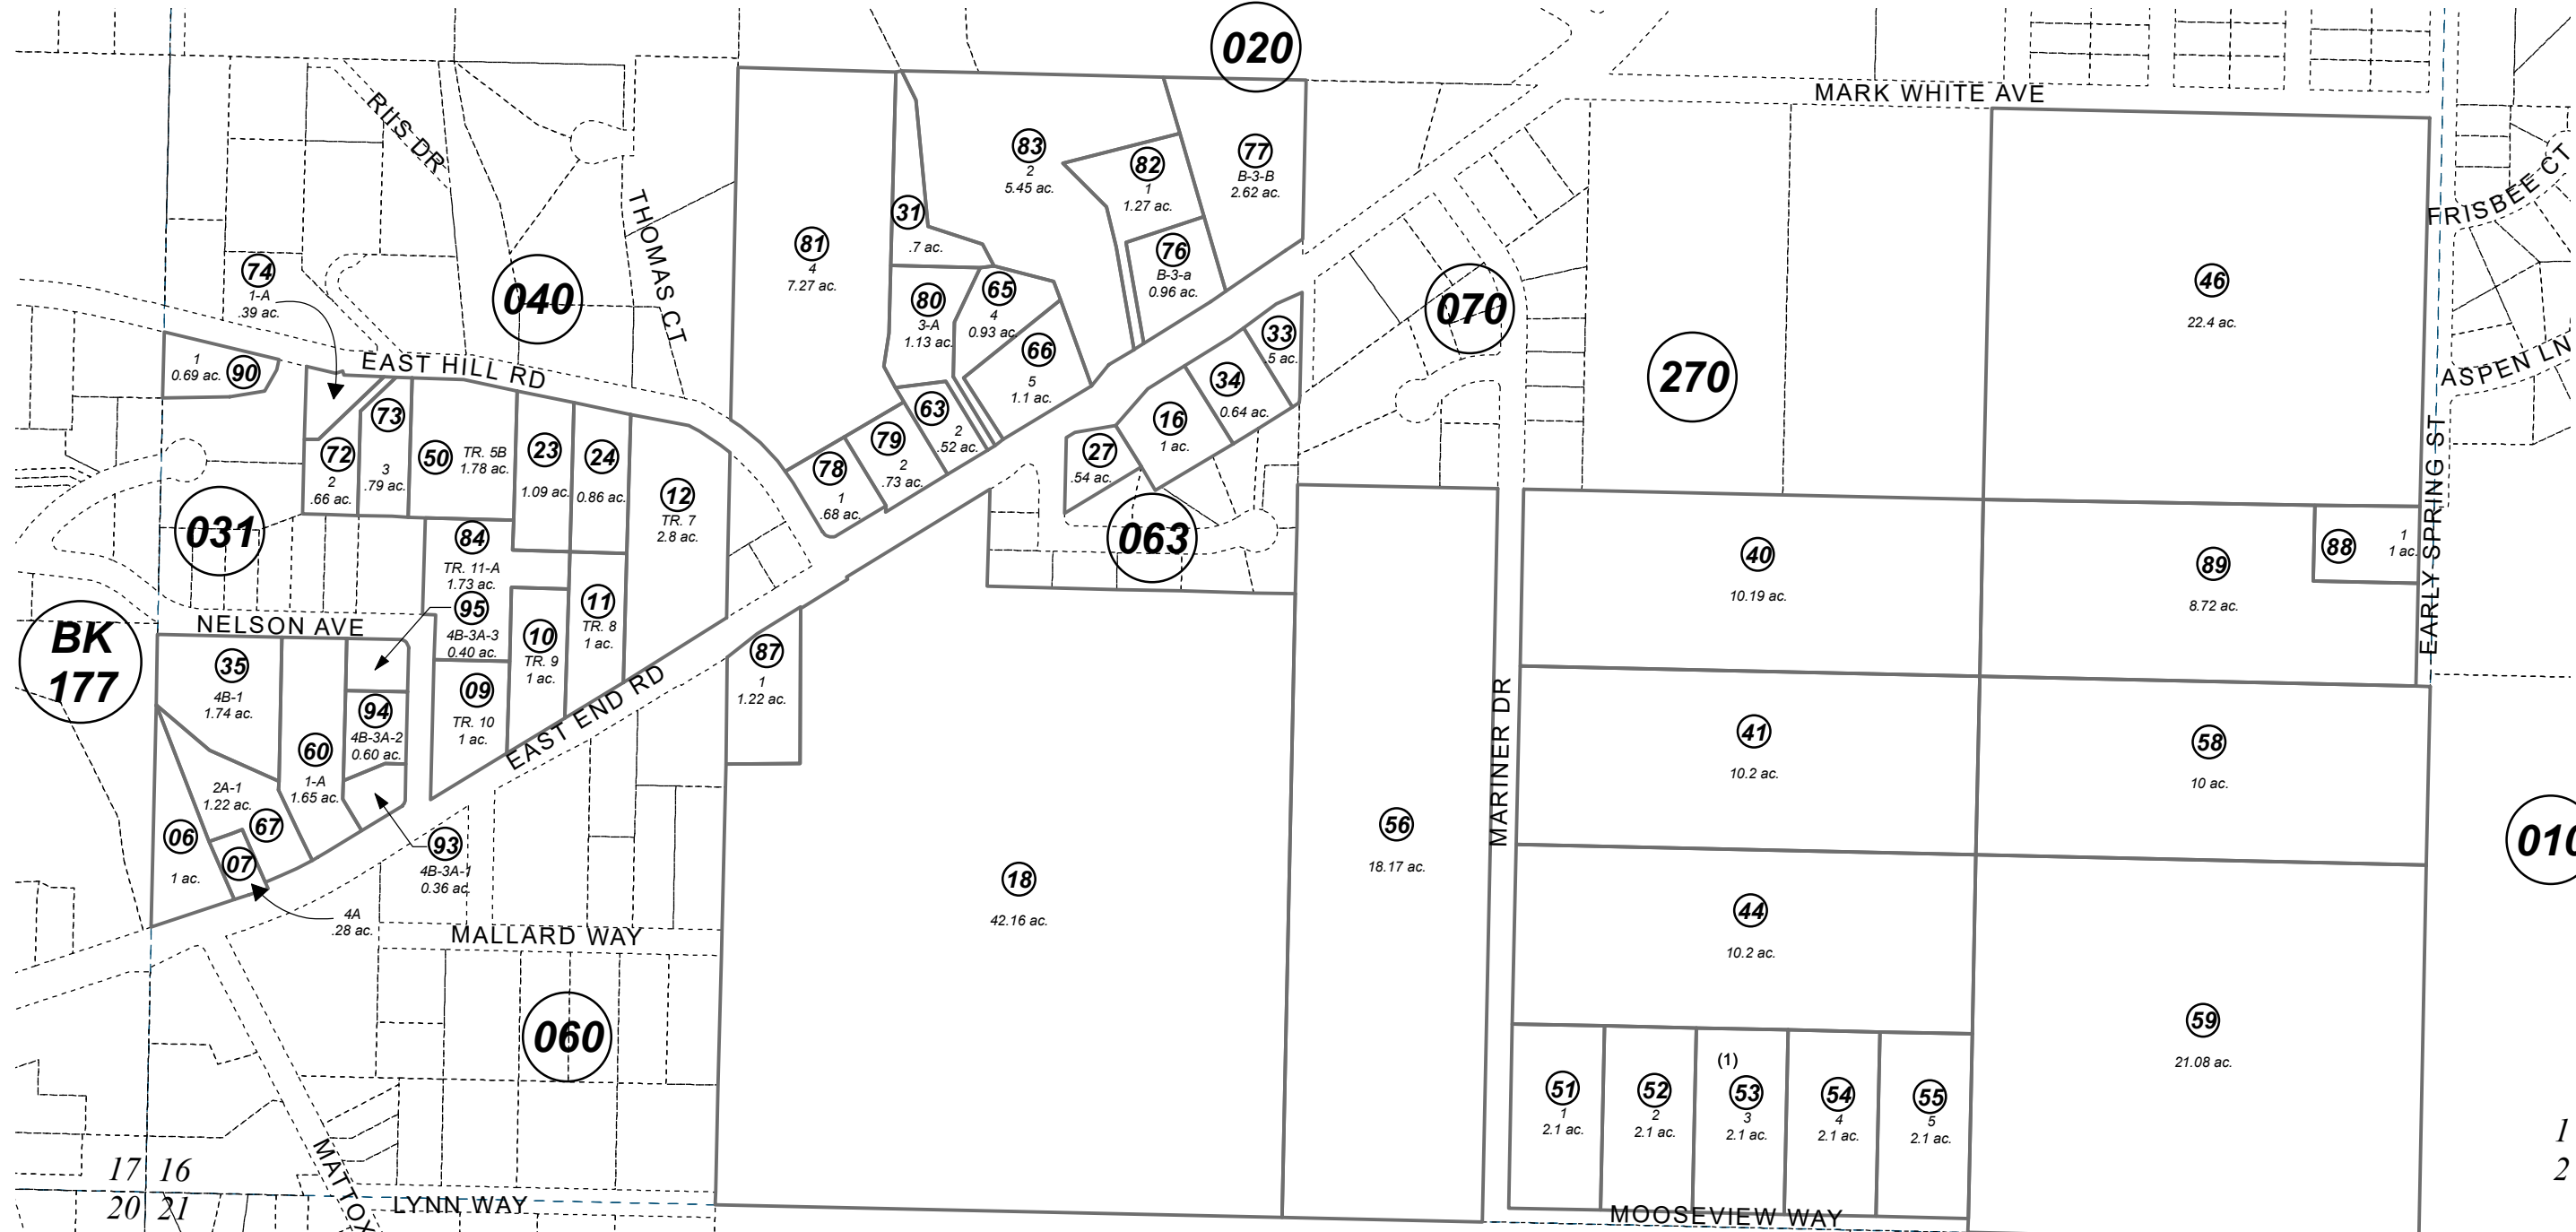 020
MARK WHITE AVE
RIIS DR
FRISBEE CT
83
2
5.45 ac.
82
1
1.27 ac.
77
B-3-B
2.62 ac.
THOMAS CT
31
.7 ac.
81
4
7.27 ac.
76
B-3-a
0.96 ac.
74
1-A
.39 ac.
040
80
3-A
1.13 ac.
65
4
0.93 ac.
66
5
1.1 ac.
070
46
22.4 ac.
33
.5 ac.
34
0.64 ac.
270
ASPEN LN
EAST HILL RD
1
0.69 ac.
90
73
3
.79 ac.
72
2
.66 ac.
50
TR. 5B
1.78 ac.
23
1.09 ac.
24
0.86 ac.
12
TR. 7
2.8 ac.
63
2
.52 ac.
79
2
.73 ac.
78
1
.68 ac.
16
1 ac.
27
.54 ac.
063
EARLY SPRING ST
031
84
TR. 11-A
1.73 ac.
40
10.19 ac.
89
8.72 ac.
88
1
1 ac.
95
4B-3A-3
0.40 ac.
10
TR. 9
1 ac.
11
TR. 8
1 ac.
NELSON AVE
BK
177
35
4B-1
1.74 ac.
09
TR. 10
1 ac.
87
1
1.22 ac.
EAST END RD
94
4B-3A-2
0.60 ac.
60
1-A
1.65 ac.
MARINER DR
41
10.2 ac.
58
10 ac.
2A-1
1.22 ac.
67
06
1 ac.
07
93
4B-3A-1
0.36 ac.
4A
.28 ac.
56
18.17 ac.
18
42.16 ac.
010
44
10.2 ac.
MALLARD WAY
060
59
21.08 ac.
51
1
2.1 ac.
52
2
2.1 ac.
(1)
53
3
2.1 ac.
54
4
2.1 ac.
55
5
2.1 ac.
1
2
17 16
20 21
MATTOX
LYNN WAY
MOOSEVIEW WAY